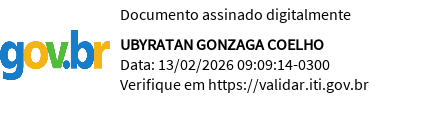 Documento assinado digitalmente
gov.br
UBYRATAN GONZAGA COELHO
Data: 13/02/2026 09:09:14-0300
Verifique em https://validar.iti.gov.br